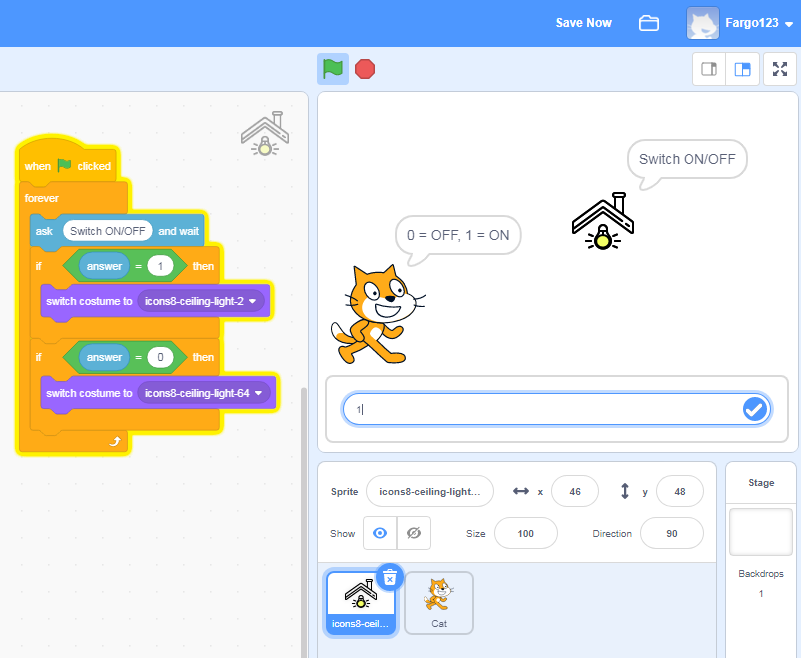 Save Now
Fargo123
when clicked
forever
ask Switch ON/OFF and wait
if answer = 1 then
switch costume to icons8-ceiling-light-2
if answer = 0 then
switch costume to icons8-ceiling-light-64
Switch ON/OFF
0 = OFF, 1 = ON
1
Sprite icons8-ceiling-light... x 46 y 48
Show Size 100 Direction 90
icons8-ceil...
Cat
Stage
Backdrops
1